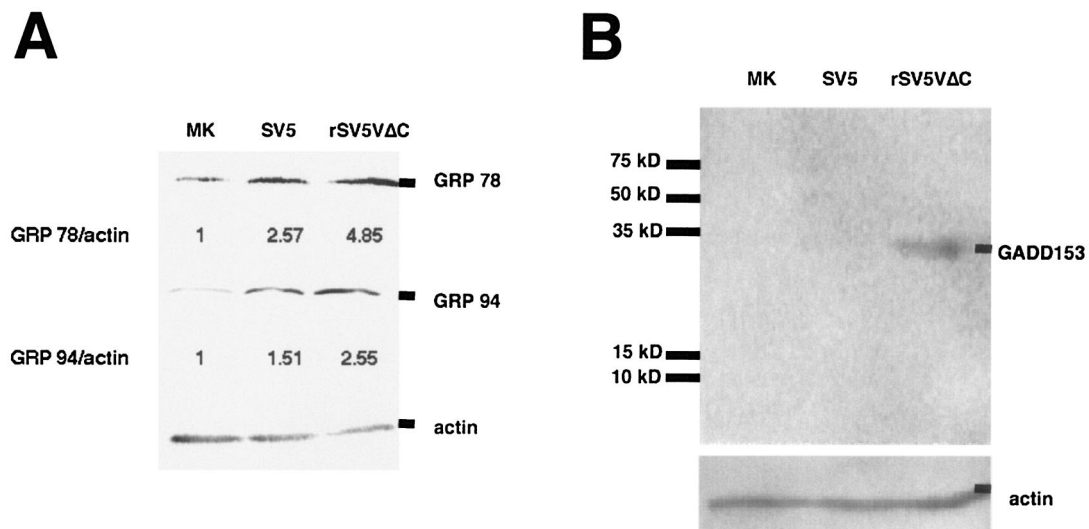 A
MK SV5 rSV5VΔC
GRP 78
GRP 78/actin 1 2.57 4.85
GRP 94
GRP 94/actin 1 1.51 2.55
actin
B
MK SV5 rSV5VΔC
75 kD
50 kD
35 kD
GADD153
15 kD
10 kD
actin